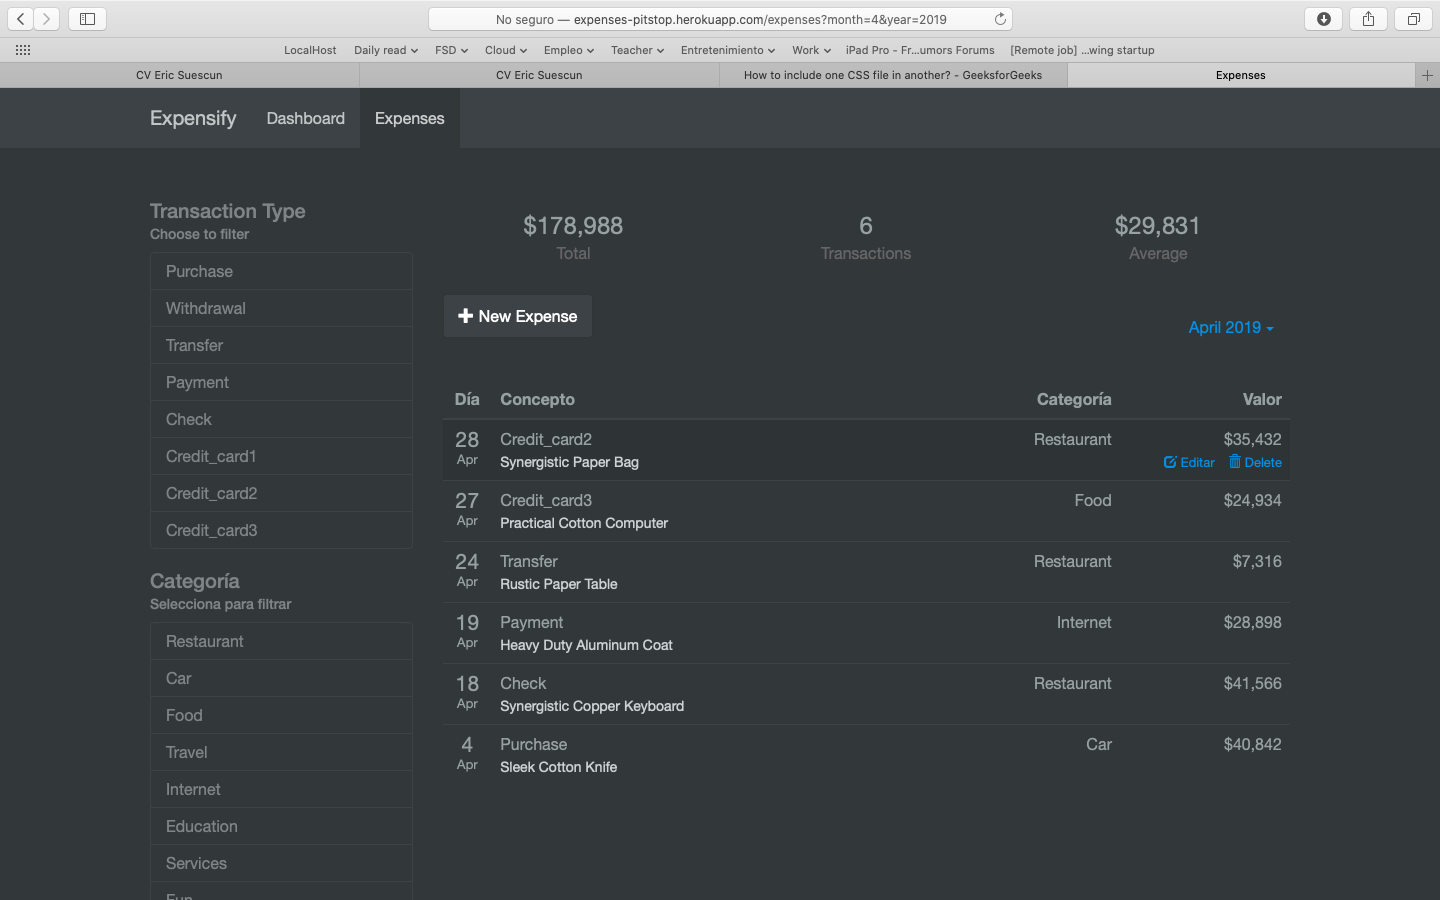 No seguro — expenses-pitstop.herokuapp.com/expenses?month=4&year=2019
LocalHost Daily read FSD Cloud Empleo Teacher Entretenimiento Work iPad Pro - Fr...umors Forums [Remote job] ...wing startup
CV Eric Suescun CV Eric Suescun How to include one CSS file in another? - GeeksforGeeks Expenses
Expensify Dashboard Expenses
Transaction Type
Choose to filter
Purchase
Withdrawal
Transfer
Payment
Check
Credit_card1
Credit_card2
Credit_card3
Categoría
Selecciona para filtrar
Restaurant
Car
Food
Travel
Internet
Education
Services
Fun
$178,988 6 $29,831
Total Transactions Average
New Expense
April 2019
Día Concepto Categoría Valor
28 Credit_card2 Restaurant $35,432
Apr Synergistic Paper Bag Editar Delete
27 Credit_card3 Food $24,934
Apr Practical Cotton Computer
24 Transfer Restaurant $7,316
Apr Rustic Paper Table
19 Payment Internet $28,898
Apr Heavy Duty Aluminum Coat
18 Check Restaurant $41,566
Apr Synergistic Copper Keyboard
4 Purchase Car $40,842
Apr Sleek Cotton Knife